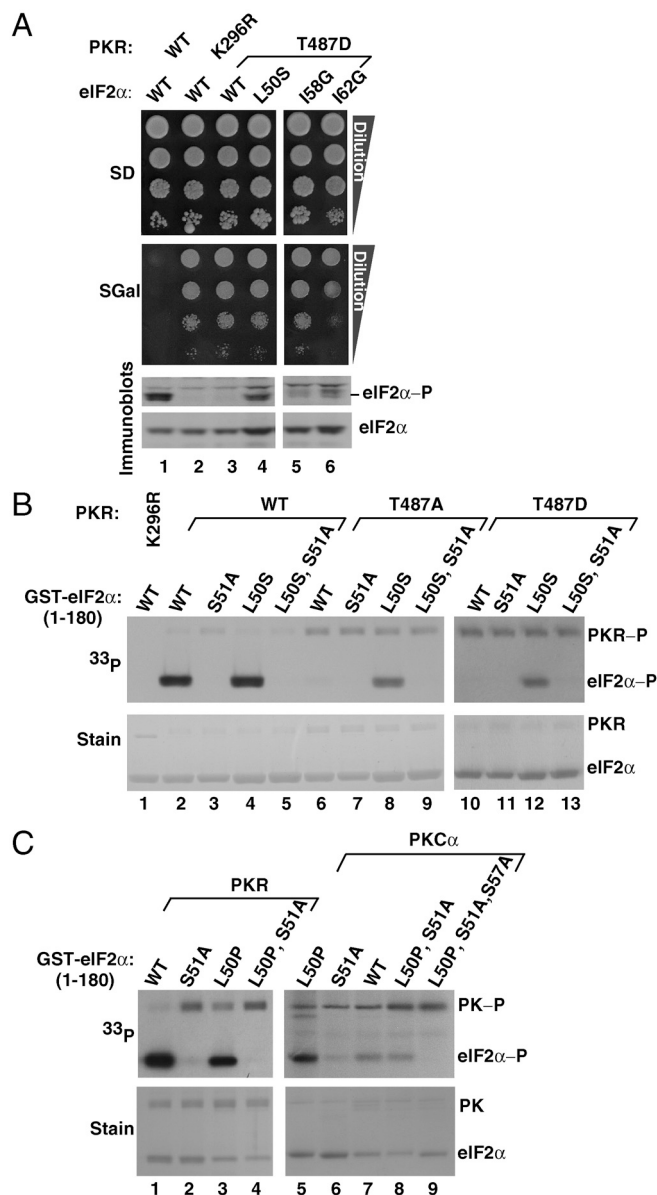 A
PKR: WT K296R T487D
eIF2α: WT WT WT L50S I58G I62G
SD
Dilution
SGal
Dilution
Immunoblots
eIF2α–P
eIF2α
1 2 3 4 5 6
B
PKR: K296R WT T487A T487D
GST-eIF2α: (1-180)
WT WT S51A L50S L50S, S51A WT S51A L50S L50S, S51A WT S51A L50S L50S, S51A
33P
PKR–P
eIF2α–P
Stain
PKR
eIF2α
1 2 3 4 5 6 7 8 9 10 11 12 13
C
PKR PKCα
GST-eIF2α: (1-180)
WT S51A L50P L50P, S51A L50P S51A WT L50P, S51A L50P, S51A,S57A
33P
PK–P
eIF2α–P
Stain
PK
eIF2α
1 2 3 4 5 6 7 8 9